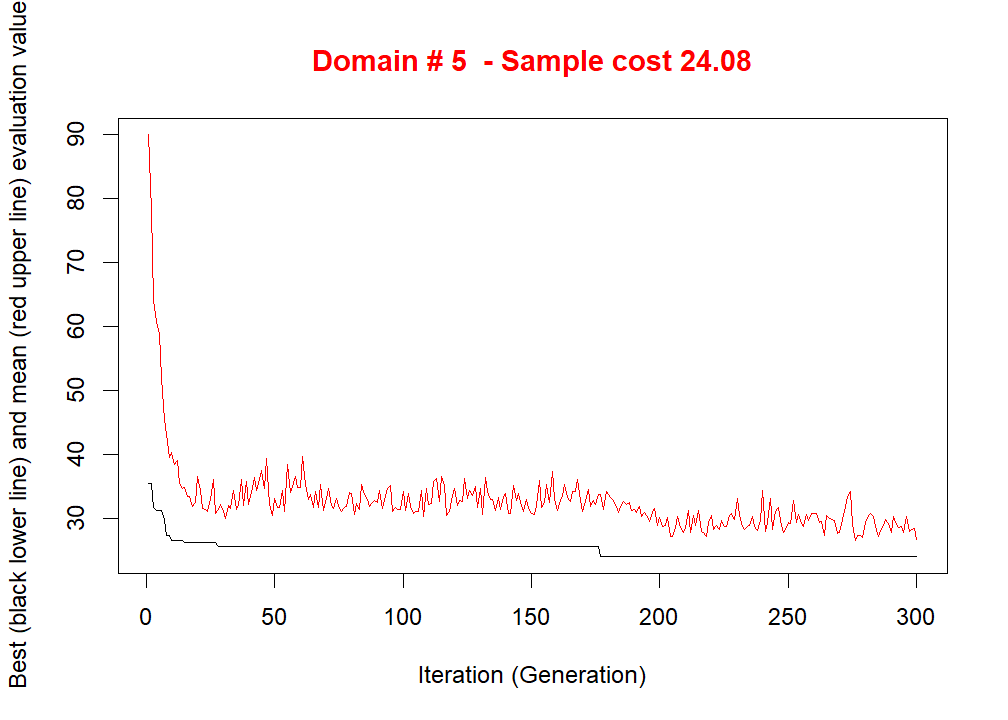 Domain # 5  - Sample cost 24.08
Best (black lower line) and mean (red upper line) evaluation value
90
80
70
60
50
40
30
0 50 100 150 200 250 300
Iteration (Generation)